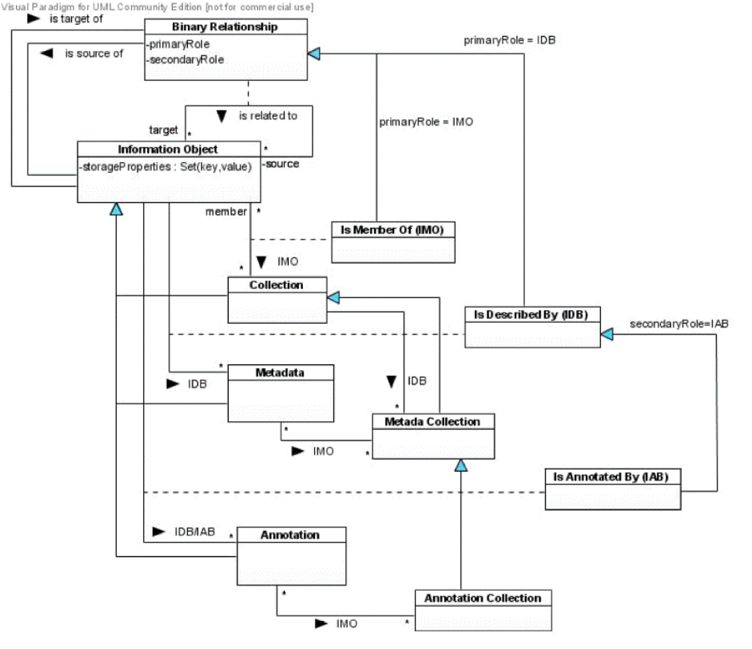 Visual Paradigm for UML Community Edition [not for commercial use]
is target of
Binary Relationship
-primaryRole
-secondaryRole
is source of
primaryRole = IDB
primaryRole = IMO
is related to
target
*
*
-source
Information Object
-storageProperties : Set(key,value)
member
*
Is Member Of (IMO)
*
IMO
Collection
Is Described By (IDB)
secondaryRole=IAB
*
IDB
Metadata
IDB
*
Metada Collection
*
IMO
*
Is Annotated By (IAB)
IDB/IAB
*
Annotation
*
IMO
*
Annotation Collection